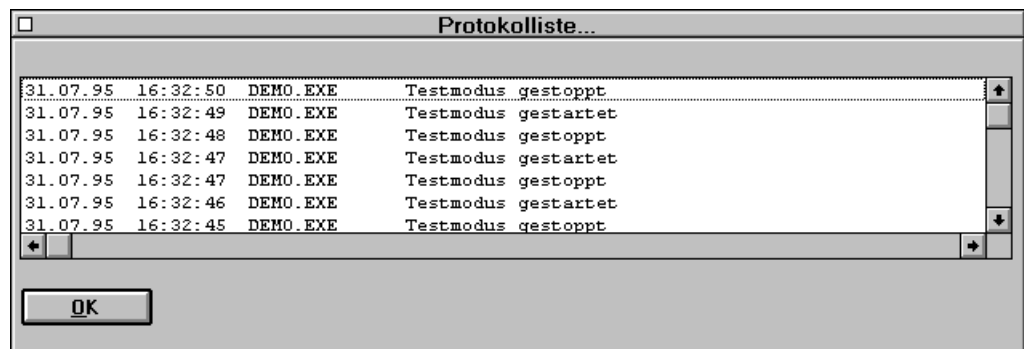 Protokolliste...
31.07.95 16:32:50 DEMO.EXE Testmodus gestoppt
31.07.95 16:32:49 DEMO.EXE Testmodus gestartet
31.07.95 16:32:48 DEMO.EXE Testmodus gestoppt
31.07.95 16:32:47 DEMO.EXE Testmodus gestartet
31.07.95 16:32:47 DEMO.EXE Testmodus gestoppt
31.07.95 16:32:46 DEMO.EXE Testmodus gestartet
31.07.95 16:32:45 DEMO.EXE Testmodus gestoppt
OK